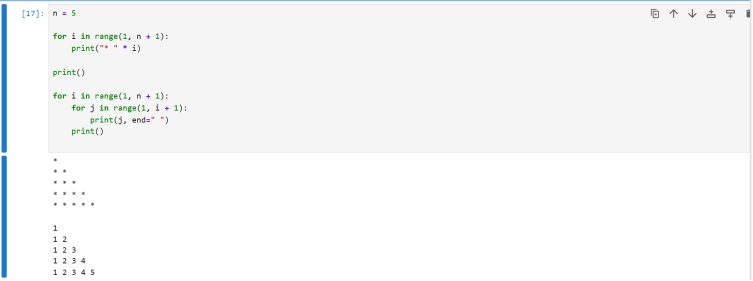 [17]: n = 5
for i in range(1, n + 1):
    print("* " * i)
print()
for i in range(1, n + 1):
    for j in range(1, i + 1):
        print(j, end=" ")
    print()
*
* *
* * *
* * * *
* * * * *
1
1 2
1 2 3
1 2 3 4
1 2 3 4 5